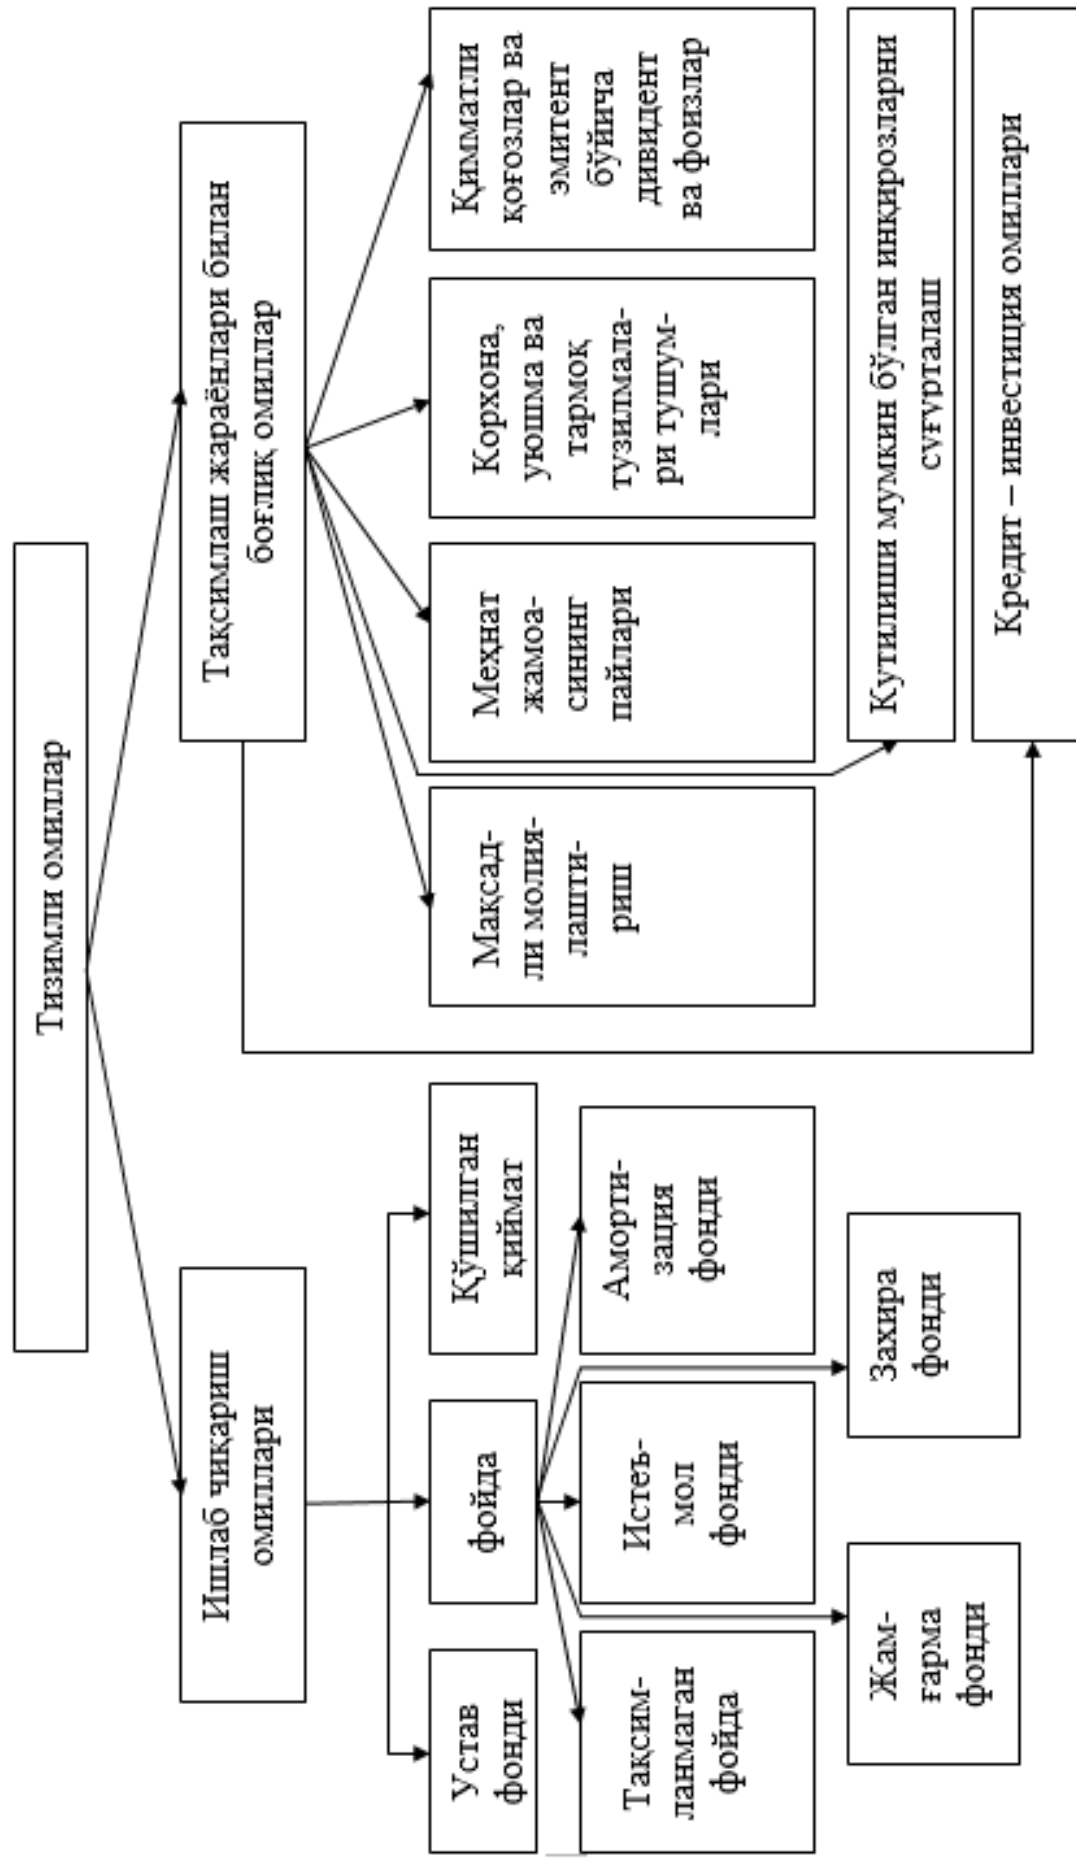 Тизимли омиллар
Ишлаб чиқариш
омиллари
Тақсимлаш жараёнлари билан
боғлиқ омиллар
Устав
фонди
фойда
Қўшилган
қиймат
Тақсим-
ланмаган
фойда
Истеъ-
мол
фонди
Аморти-
зация
фонди
Жам-
ғарма
фонди
Захира
фонди
Мақсад-
ли молия-
лашти-
риш
Меҳнат
жамоа-
сининг
пайлари
Корхона,
уюшма ва
тармоқ
тузилмала-
ри тушум-
лари
Қимматли
қоғозлар ва
эмитент
бўйича
дивидент
ва фоизлар
Кутилиши мумкин бўлган инқирозларни
суғурталаш
Кредит – инвестиция омиллари